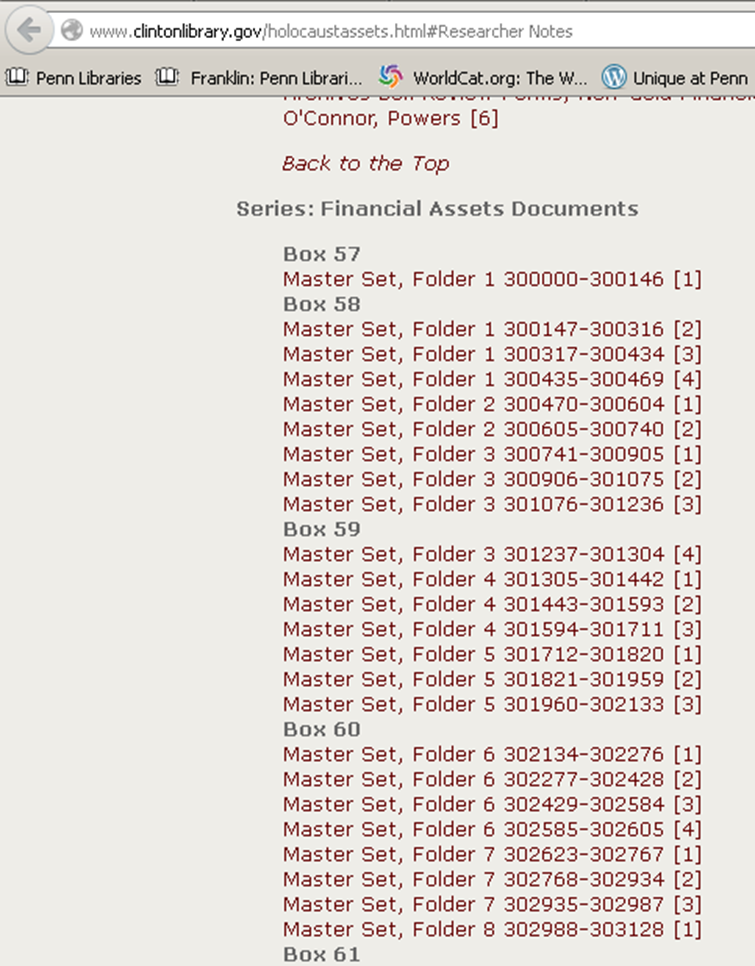 www.clintonlibrary.gov/holocaustassets.html#Researcher Notes
Penn Libraries Franklin: Penn Librari... WorldCat.org: The W... Unique at Penn
Archives Box Review Forms, Non-Gold Financial
O'Connor, Powers [6]
Back to the Top
Series: Financial Assets Documents
Box 57
Master Set, Folder 1 300000-300146 [1]
Box 58
Master Set, Folder 1 300147-300316 [2]
Master Set, Folder 1 300317-300434 [3]
Master Set, Folder 1 300435-300469 [4]
Master Set, Folder 2 300470-300604 [1]
Master Set, Folder 2 300605-300740 [2]
Master Set, Folder 3 300741-300905 [1]
Master Set, Folder 3 300906-301075 [2]
Master Set, Folder 3 301076-301236 [3]
Box 59
Master Set, Folder 3 301237-301304 [4]
Master Set, Folder 4 301305-301442 [1]
Master Set, Folder 4 301443-301593 [2]
Master Set, Folder 4 301594-301711 [3]
Master Set, Folder 5 301712-301820 [1]
Master Set, Folder 5 301821-301959 [2]
Master Set, Folder 5 301960-302133 [3]
Box 60
Master Set, Folder 6 302134-302276 [1]
Master Set, Folder 6 302277-302428 [2]
Master Set, Folder 6 302429-302584 [3]
Master Set, Folder 6 302585-302605 [4]
Master Set, Folder 7 302623-302767 [1]
Master Set, Folder 7 302768-302934 [2]
Master Set, Folder 7 302935-302987 [3]
Master Set, Folder 8 302988-303128 [1]
Box 61